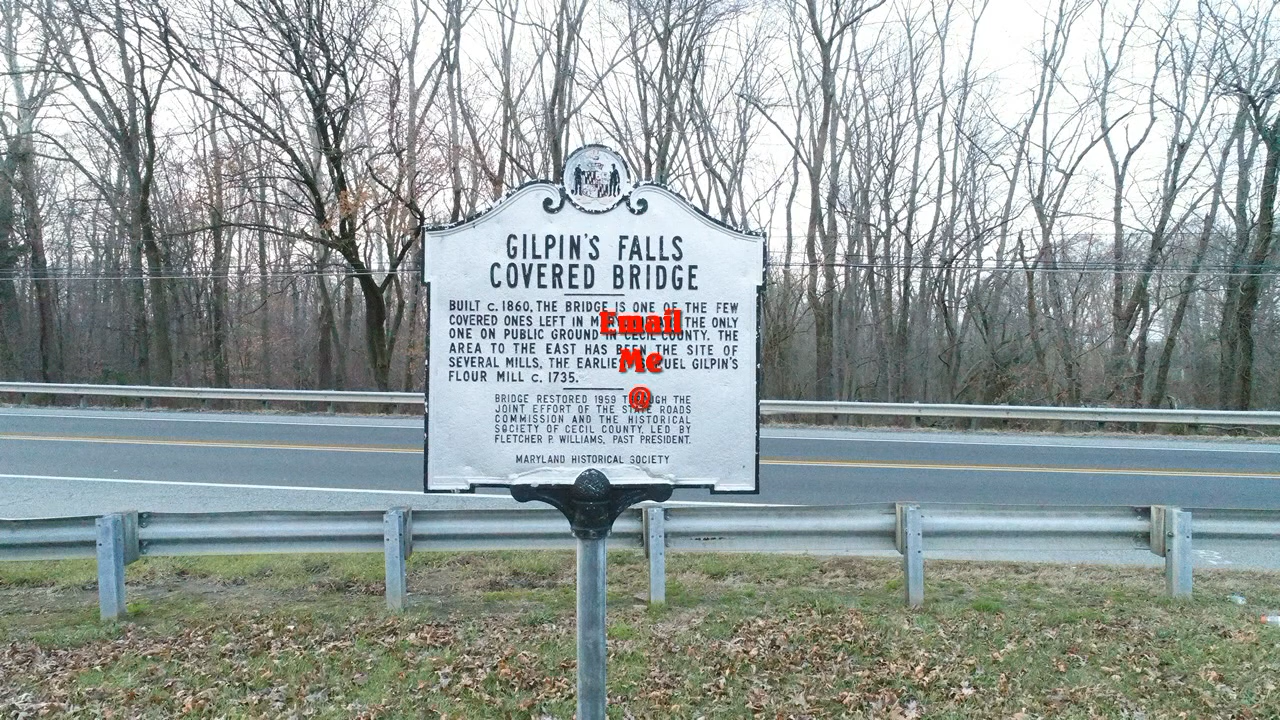 GILPIN'S FALLS
COVERED BRIDGE
BUILT c. 1860, THE BRIDGE IS ONE OF THE FEW
COVERED ONES LEFT IN THE ONLY
ONE ON PUBLIC GROUND IN CECIL COUNTY. THE
AREA TO THE EAST HAS BEEN THE SITE OF
SEVERAL MILLS, THE GILPIN'S
FLOUR MILL c. 1735.
BRIDGE RESTORED 1959 THROUGH THE
JOINT EFFORT OF THE STATE ROADS
COMMISSION AND THE HISTORICAL
SOCIETY OF CECIL COUNTY, LED BY
FLETCHER P. WILLIAMS, PAST PRESIDENT.
MARYLAND HISTORICAL SOCIETY
Email
Me
@